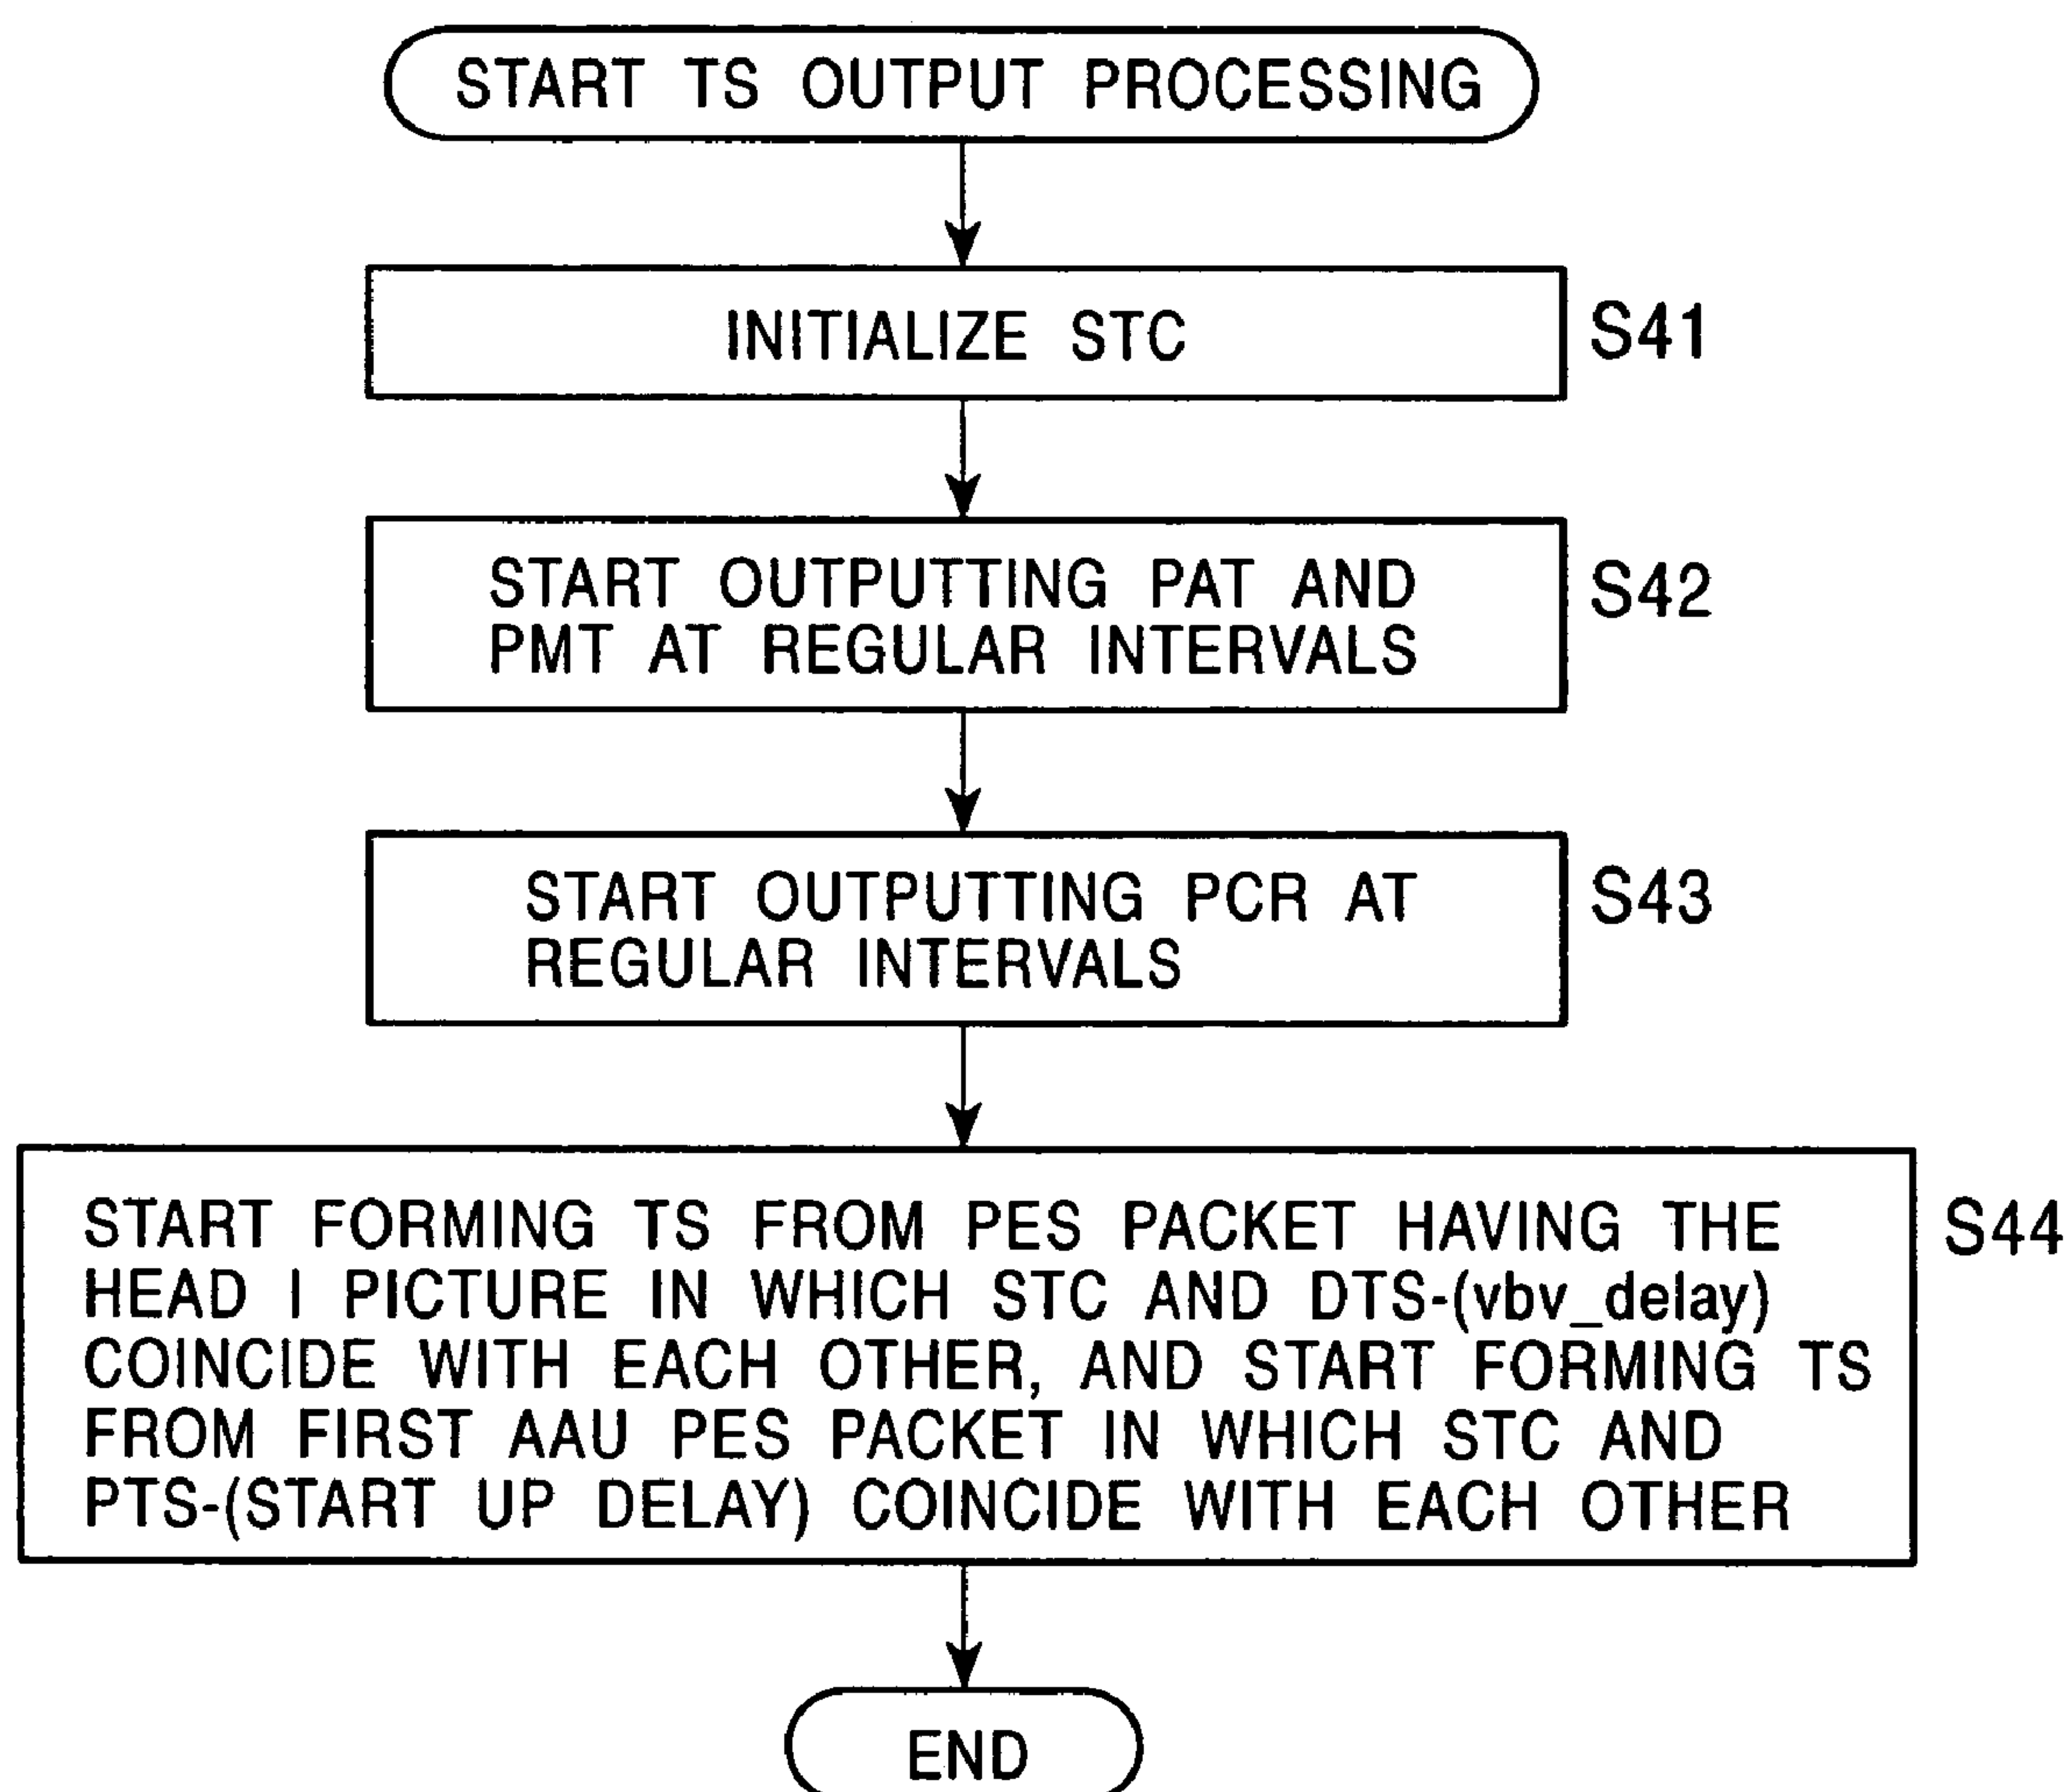 START TS OUTPUT PROCESSING
INITIALIZE STC
S41
START OUTPUTTING PAT AND
PMT AT REGULAR INTERVALS
S42
START OUTPUTTING PCR AT
REGULAR INTERVALS
S43
START FORMING TS FROM PES PACKET HAVING THE
HEAD I PICTURE IN WHICH STC AND DTS-(vbv_delay)
COINCIDE WITH EACH OTHER, AND START FORMING TS
FROM FIRST AAU PES PACKET IN WHICH STC AND
PTS-(START UP DELAY) COINCIDE WITH EACH OTHER
S44
END